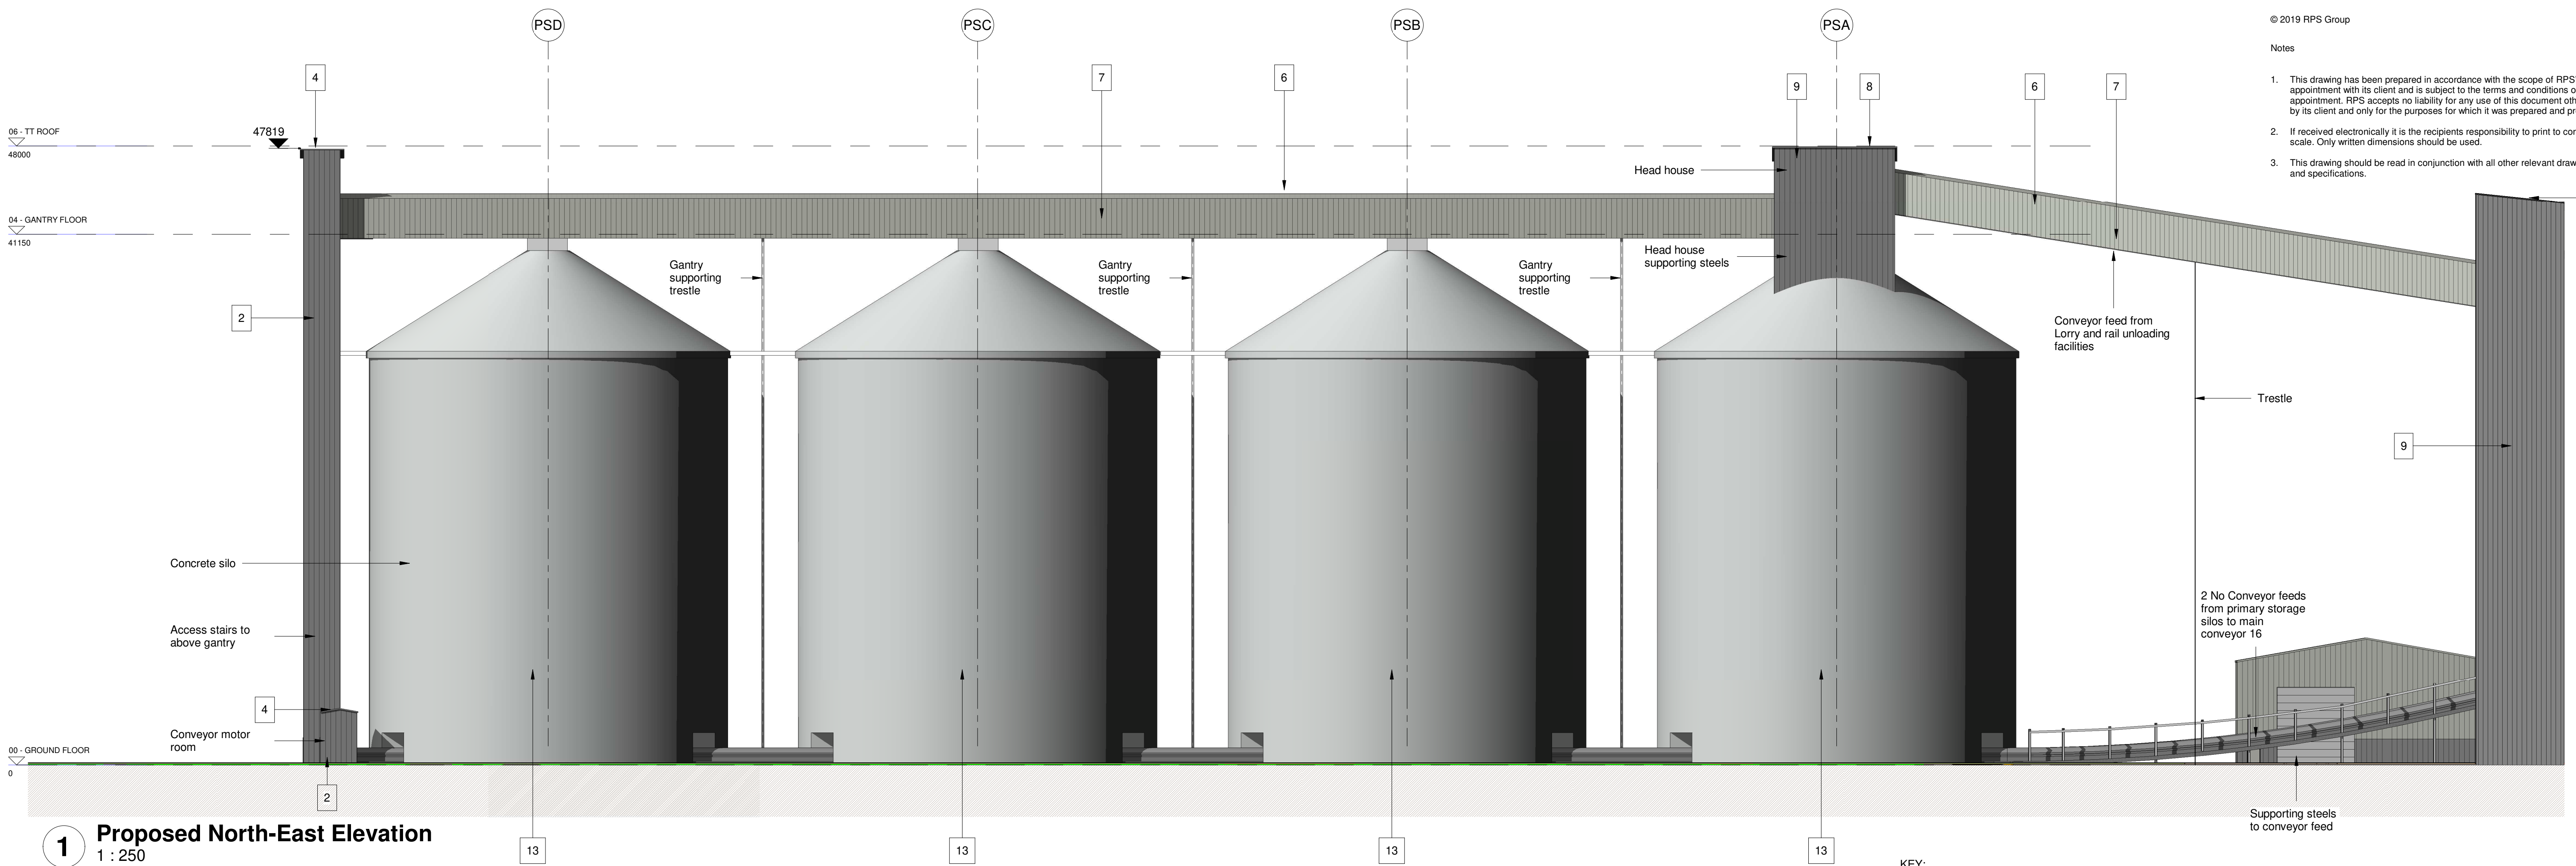 PSD
PSC
PSB
PSA
© 2019 RPS Group
Notes
1. This drawing has been prepared in accordance with the scope of RPS'
appointment with its client and is subject to the terms and conditions o
appointment. RPS accepts no liability for any use of this document oth
by its client and only for the purposes for which it was prepared and pr
2. If received electronically it is the recipients responsibility to print to cor
scale. Only written dimensions should be used.
3. This drawing should be read in conjunction with all other relevant draw
and specifications.
4
7
6
9
8
6
7
06 - TT ROOF
48000
47819
Head house
04 - GANTRY FLOOR
41150
Gantry
supporting
trestle
Gantry
supporting
trestle
Gantry
supporting
trestle
Head house
supporting steels
2
Conveyor feed from
Lorry and rail unloading
facilities
Trestle
9
Concrete silo
Access stairs to
above gantry
2 No Conveyor feeds
from primary storage
silos to main
conveyor 16
4
Conveyor motor
room
00 - GROUND FLOOR
0
2
Supporting steels
to conveyor feed
1
Proposed North-East Elevation
1 : 250
13
13
13
13
KEY: